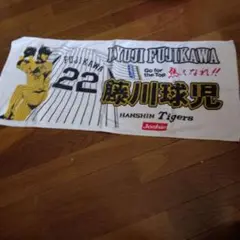 KYUJI FUJIKAWA
FUJIKAWA
22
Go for the Top
熱くなれ!!
藤川球児
HANSHIN Tigers
Joshin